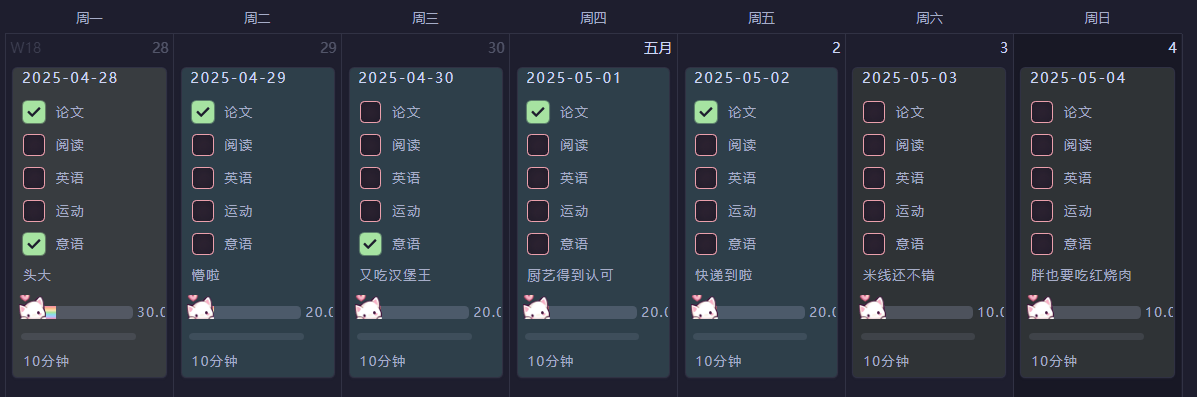 周一 周二 周三 周四 周五 周六 周日
W18 28 29 30 五月 2 3 4
2025-04-28 2025-04-29 2025-04-30 2025-05-01 2025-05-02 2025-05-03 2025-05-04
论文 论文 论文 论文 论文 论文 论文
阅读 阅读 阅读 阅读 阅读 阅读 阅读
英语 英语 英语 英语 英语 英语 英语
运动 运动 运动 运动 运动 运动 运动
意语 意语 意语 意语 意语 意语 意语
头大 懵啦 又吃汉堡王 厨艺得到认可 快递到啦 米线还不错 胖也要吃红烧肉
30.0 20.0 20.0 20.0 20.0 10.0 10.0
10分钟 10分钟 10分钟 10分钟 10分钟 10分钟 10分钟